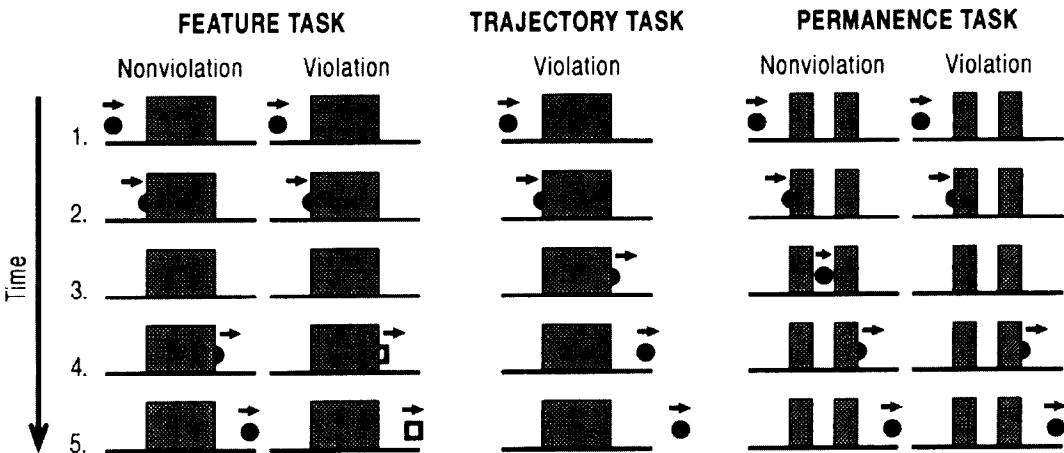 FEATURE TASK TRAJECTORY TASK PERMANENCE TASK
Nonviolation Violation Violation Nonviolation Violation
Time
1.
2.
3.
4.
5.